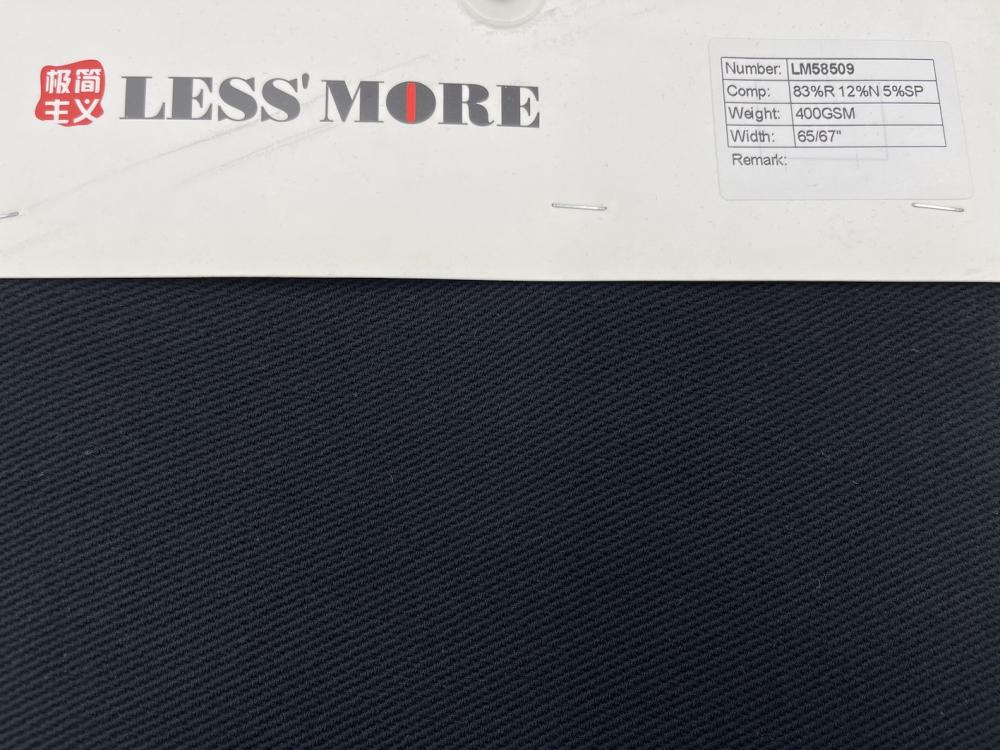 极简
主义
LESS' MORE
Number: LM58509
Comp: 83%R 12%N 5%SP
Weight: 400GSM
Width: 65/67"
Remark: